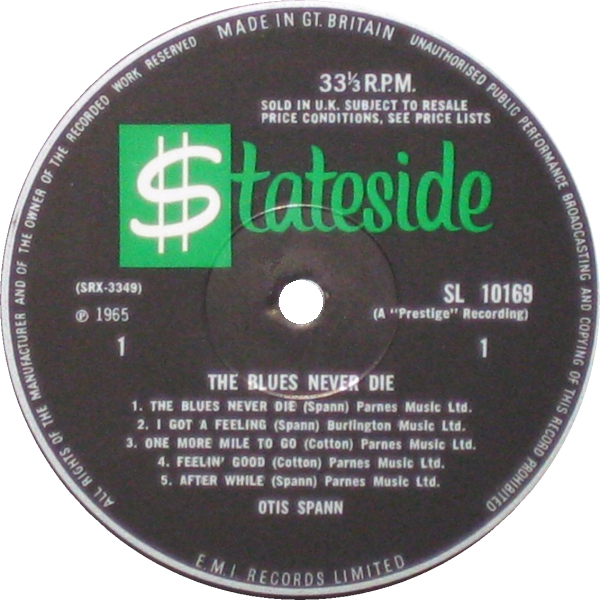 MADE IN GT. BRITAIN
UNAUTHORISED PUBLIC PERFORMANCE BROADCASTING AND COPYING OF THIS RECORD PROHIBITED
ALL RIGHTS OF THE MANUFACTURER AND OF THE OWNER OF THE RECORDED WORK RESERVED
33⅓ R.P.M.
SOLD IN U.K. SUBJECT TO RESALE
PRICE CONDITIONS, SEE PRICE LISTS
$tateside
(SRX-3349)
SL 10169
℗ 1965
(A "Prestige" Recording)
1
1
THE BLUES NEVER DIE
1. THE BLUES NEVER DIE (Spann) Parnes Music Ltd.
2. I GOT A FEELING (Spann) Burlington Music Ltd.
3. ONE MORE MILE TO GO (Cotton) Parnes Music Ltd.
4. FEELIN' GOOD (Cotton) Parnes Music Ltd.
5. AFTER WHILE (Spann) Parnes Music Ltd.
OTIS SPANN
E.M.I RECORDS LIMITED